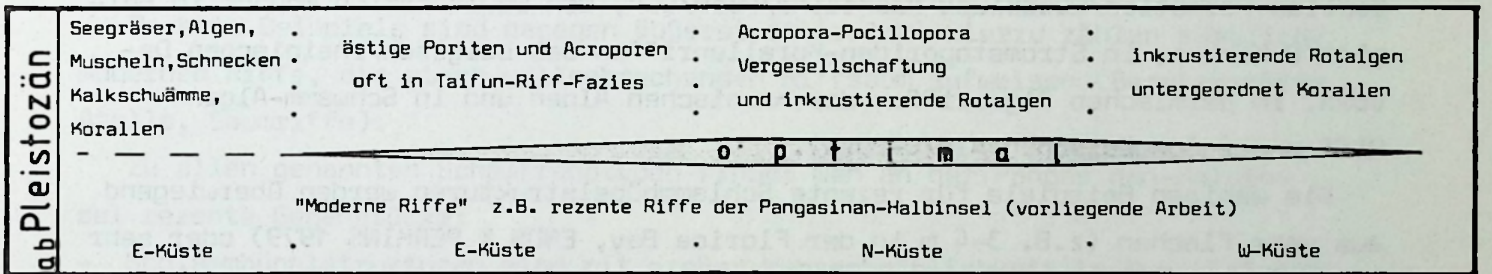 ab Pleistozän
Seegräser,Algen,
Muscheln,Schnecken
Kalkschwämme,
Korallen
ästige Poriten und Acroporen
oft in Taifun-Riff-Fazies
Acropora-Pocillopora
Vergesellschaftung
und inkrustierende Rotalgen
inkrustierende Rotalgen
untergeordnet Korallen
optimal
"Moderne Riffe" z.B. rezente Riffe der Pangasinan-Halbinsel (vorliegende Arbeit)
E-Küste E-Küste N-Küste W-Küste